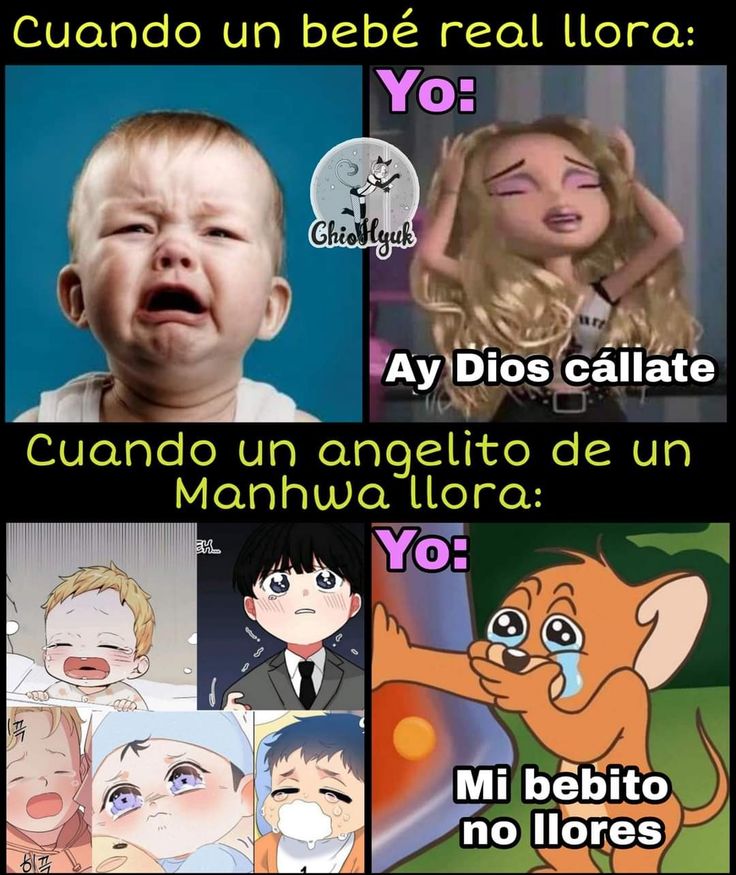 Cuando un bebé real llora:
Yo:
ChioHyuk
Ay Dios cállate
Cuando un angelito de un
Manhwa llora:
Yo:
Mi bebito
no llores